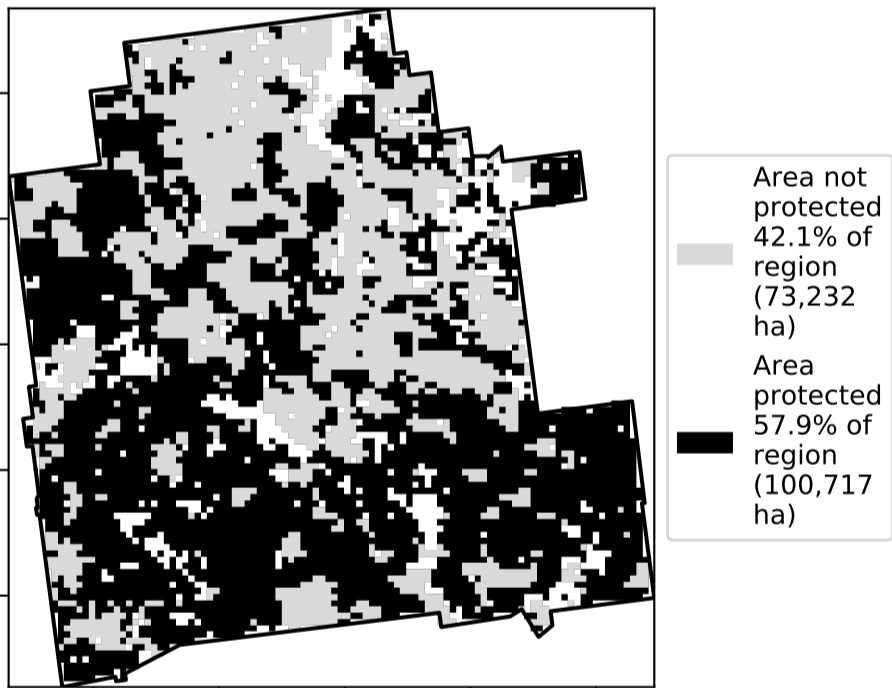 Area not
protected
42.1% of
region
(73,232
ha)
Area
protected
57.9% of
region
(100,717
ha)